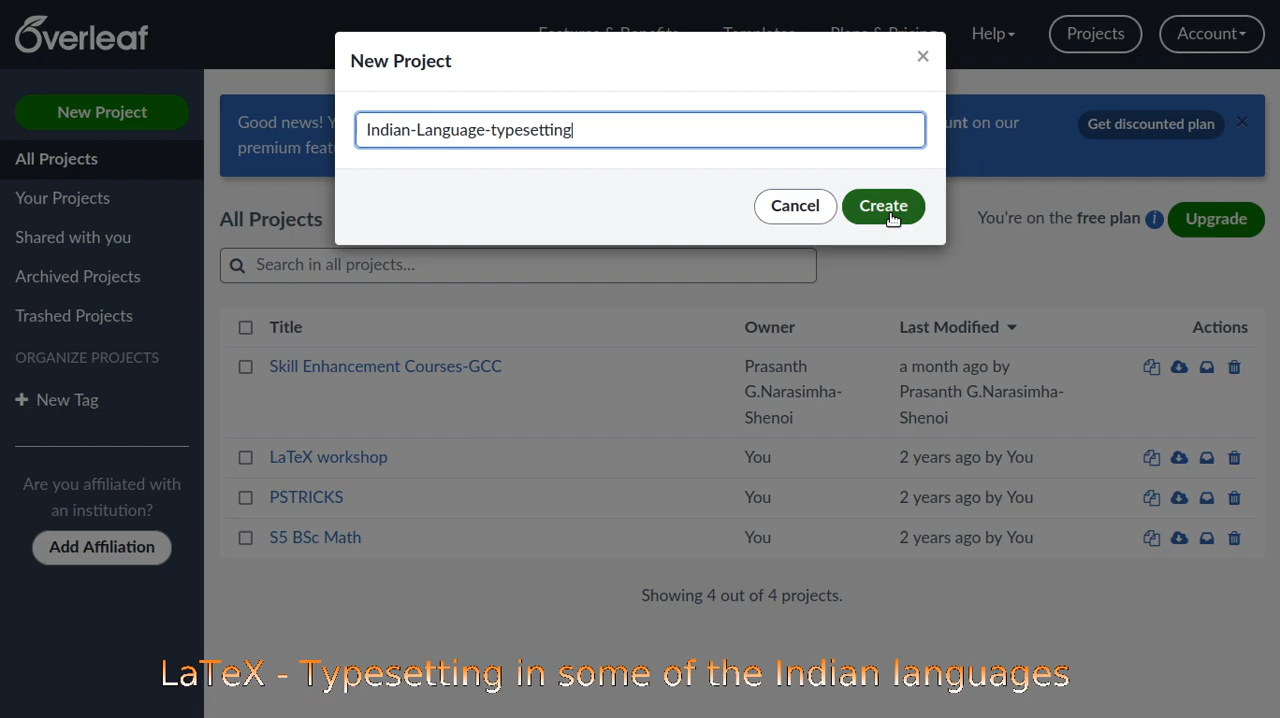 Overleaf
Features & Benefits Templates Plans & Pricing Help Projects Account
New Project
All Projects
Your Projects
Shared with you
Archived Projects
Trashed Projects
ORGANIZE PROJECTS
New Tag
Are you affiliated with
an institution?
Add Affiliation
New Project
×
Indian-Language-typesetting
Cancel Create
Good news!
on our
premium
Get discounted plan
All Projects
You're on the free plan i Upgrade
Search in all projects...
Title Owner Last Modified Actions
Skill Enhancement Courses-GCC Prasanth a month ago by
G.Narasimha- Prasanth G.Narasimha-
Shenoi Shenoi
LaTeX workshop You 2 years ago by You
PSTRICKS You 2 years ago by You
S5 BSc Math You 2 years ago by You
Showing 4 out of 4 projects.
LaTeX - Typesetting in some of the Indian languages